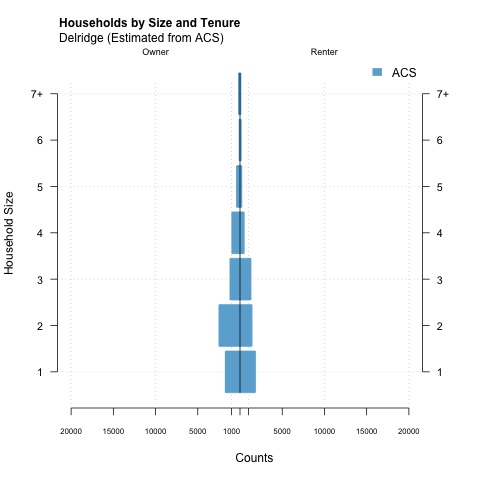 Households by Size and Tenure
Delridge (Estimated from ACS)
Owner Renter
ACS
7+ 7+
6 6
5 5
4 4
3 3
2 2
1 1
Household Size
20000 15000 10000 5000 1000 5000 10000 15000 20000
Counts